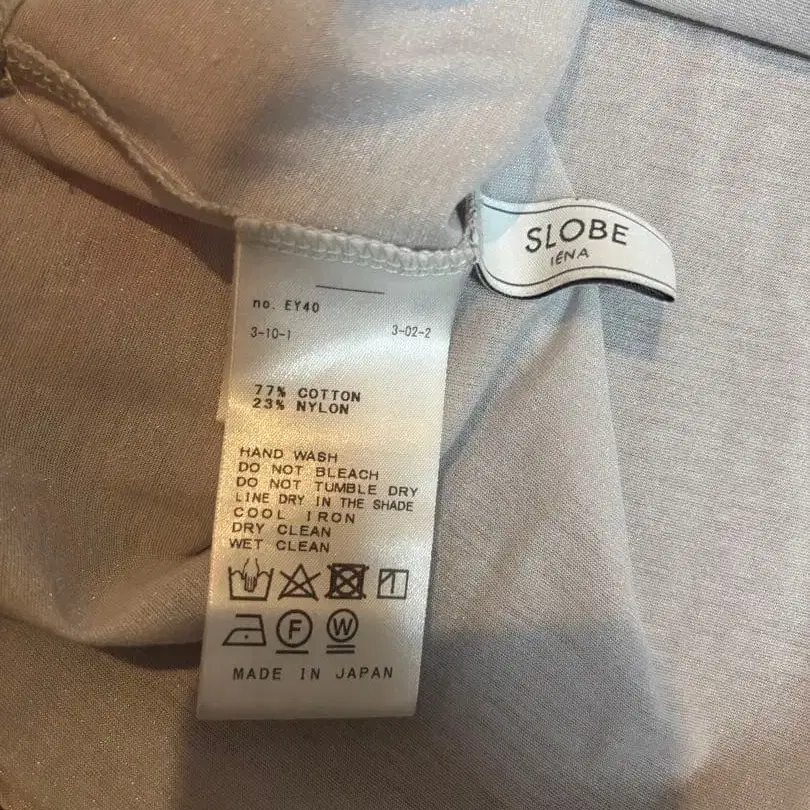 SLOBE
IÉNA
no. EY40
3-10-1 3-02-2
77% COTTON
23% NYLON
HAND WASH
DO NOT BLEACH
DO NOT TUMBLE DRY
LINE DRY IN THE SHADE
COOL IRON
DRY CLEAN
WET CLEAN
F W
MADE IN JAPAN